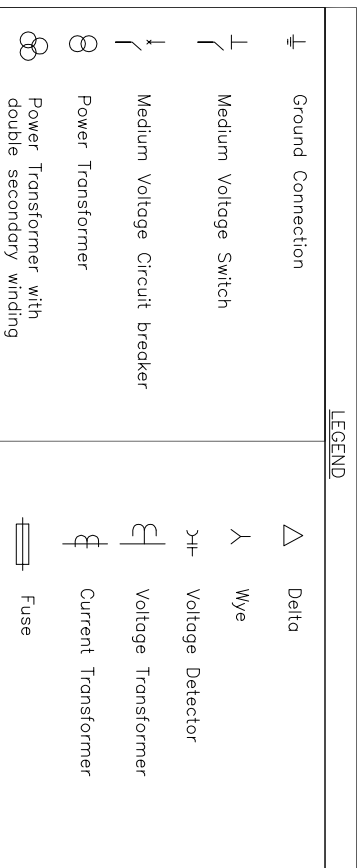 LEGEND
Ground Connection
Medium Voltage Switch
Medium Voltage Circuit breaker
Power Transformer
Power Transformer with
double secondary winding
Delta
Wye
Voltage Detector
Voltage Transformer
Current Transformer
Fuse